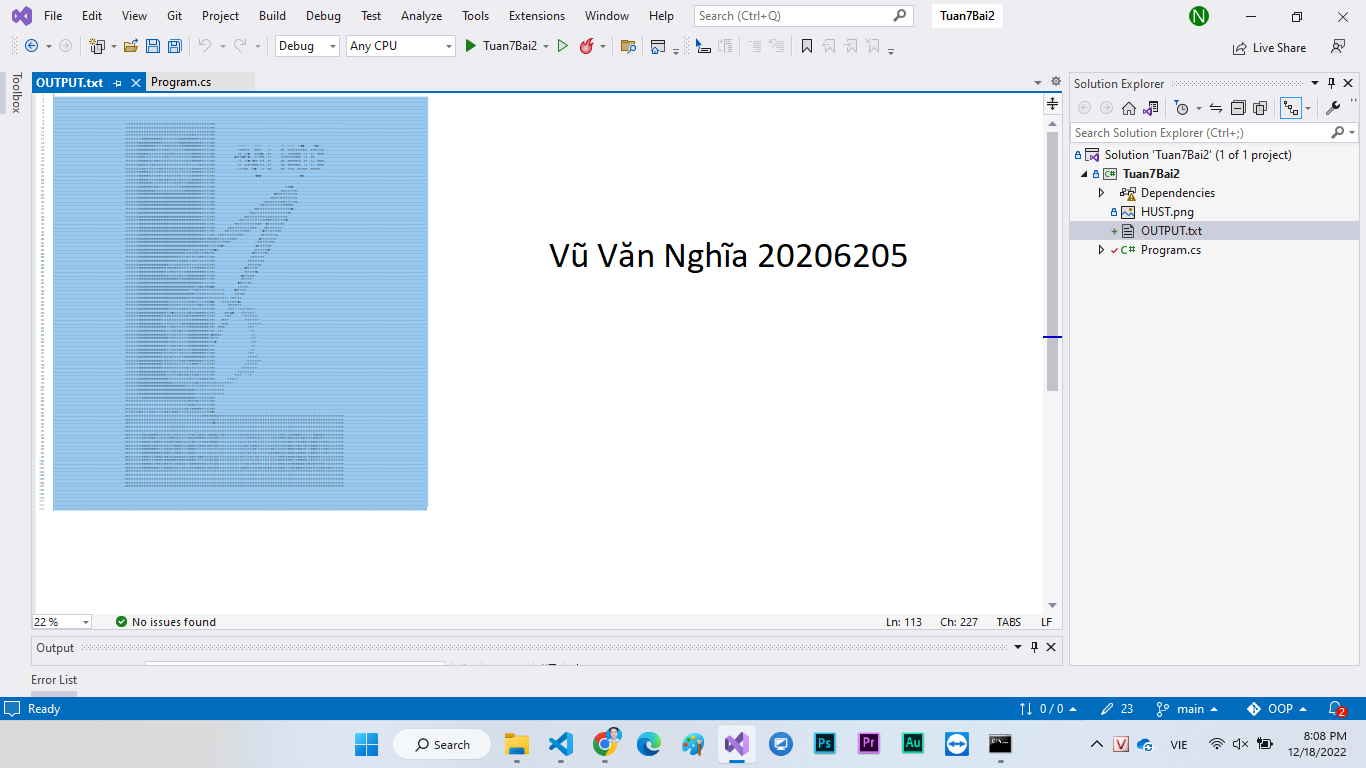 File Edit View Git Project Build Debug Test Analyze Tools Extensions Window Help Search (Ctrl+Q) Tuan7Bai2 N
Debug Any CPU Tuan7Bai2 Live Share
Toolbox
OUTPUT.txt Program.cs
Solution Explorer
Search Solution Explorer (Ctrl+;)
Solution 'Tuan7Bai2' (1 of 1 project)
Tuan7Bai2
Dependencies
HUST.png
OUTPUT.txt
Program.cs
Vũ Văn Nghĩa 20206205
22 % No issues found Ln: 113 Ch: 227 TABS LF
Output
Error List
Ready 0 / 0 23 main OOP 2
Search Ps Pr Au V VIE 8:08 PM
12/18/2022